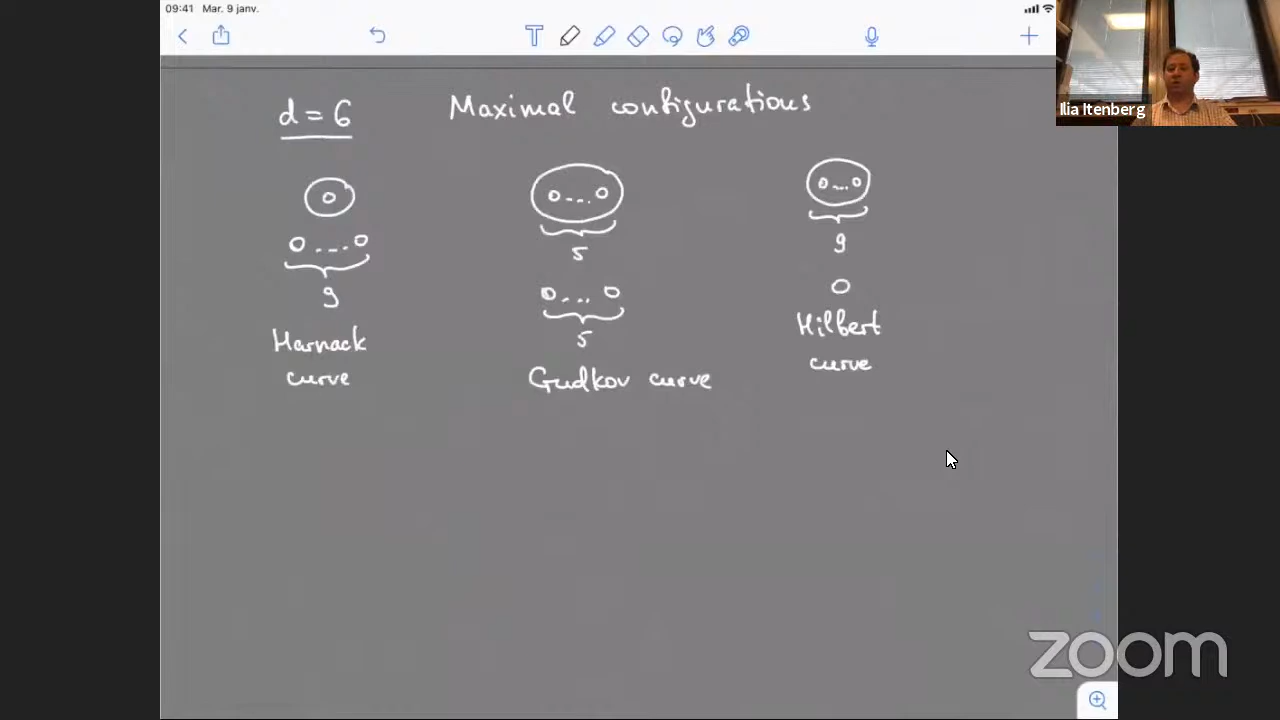 09:41 Mar. 9 janv.
Ilia Itenberg
d = 6 Maximal configurations
o....o
o....o
o....o
9
5
9
o....o
o....o
o
9
5
Harnack curve
Gudkov curve
Hilbert curve
zoom